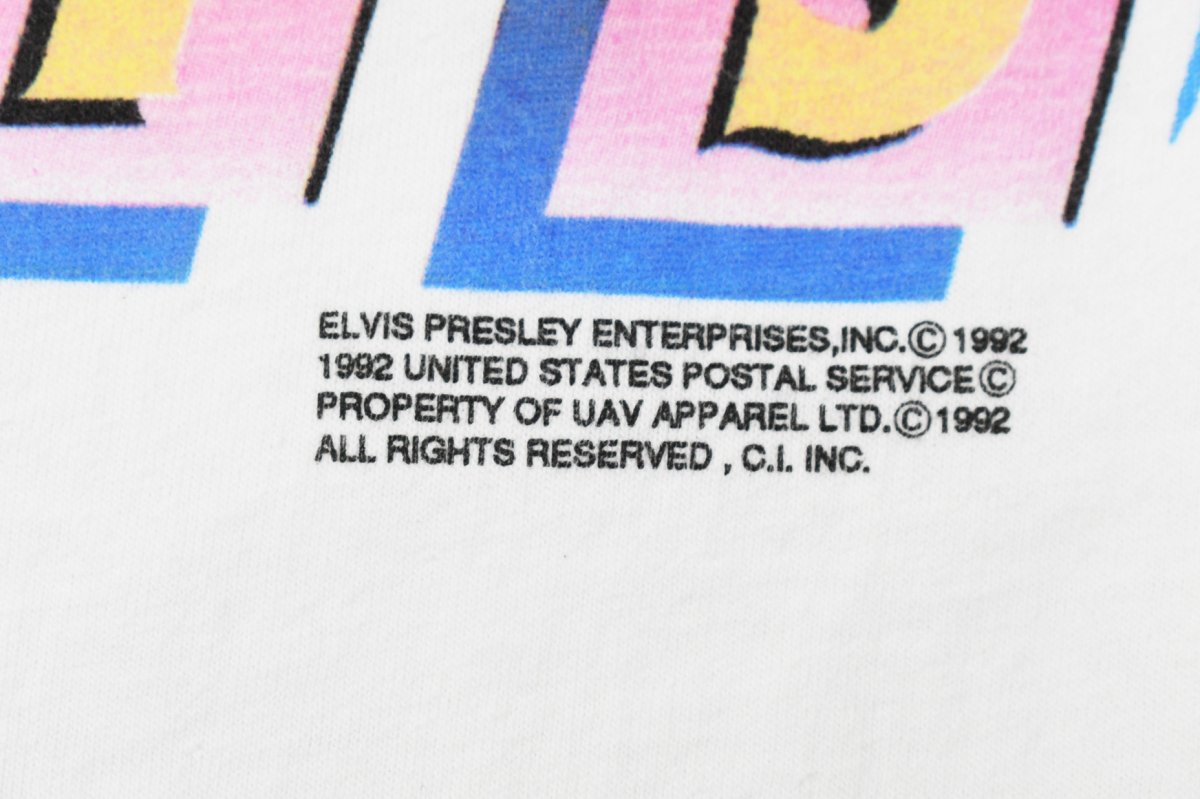 ELVIS PRESLEY ENTERPRISES,INC.© 1992
1992 UNITED STATES POSTAL SERVICE©
PROPERTY OF UAV APPAREL LTD.©1992
ALL RIGHTS RESERVED , C.I. INC.